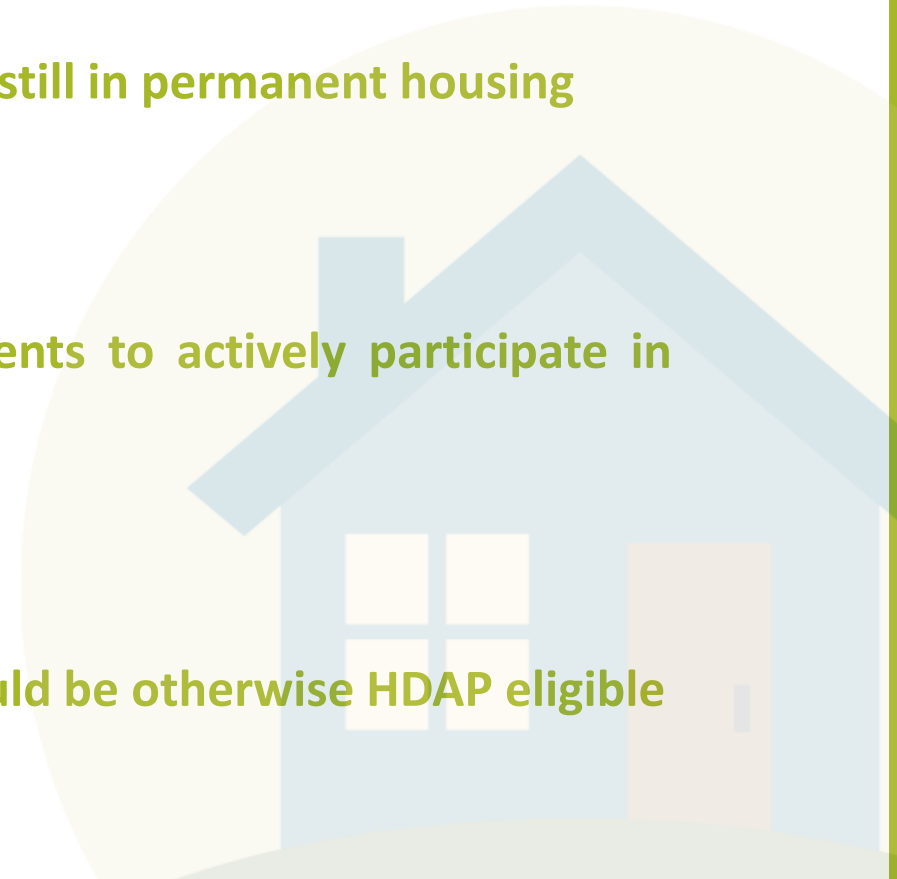 still in permanent housing
ents to actively participate in
uld be otherwise HDAP eligible